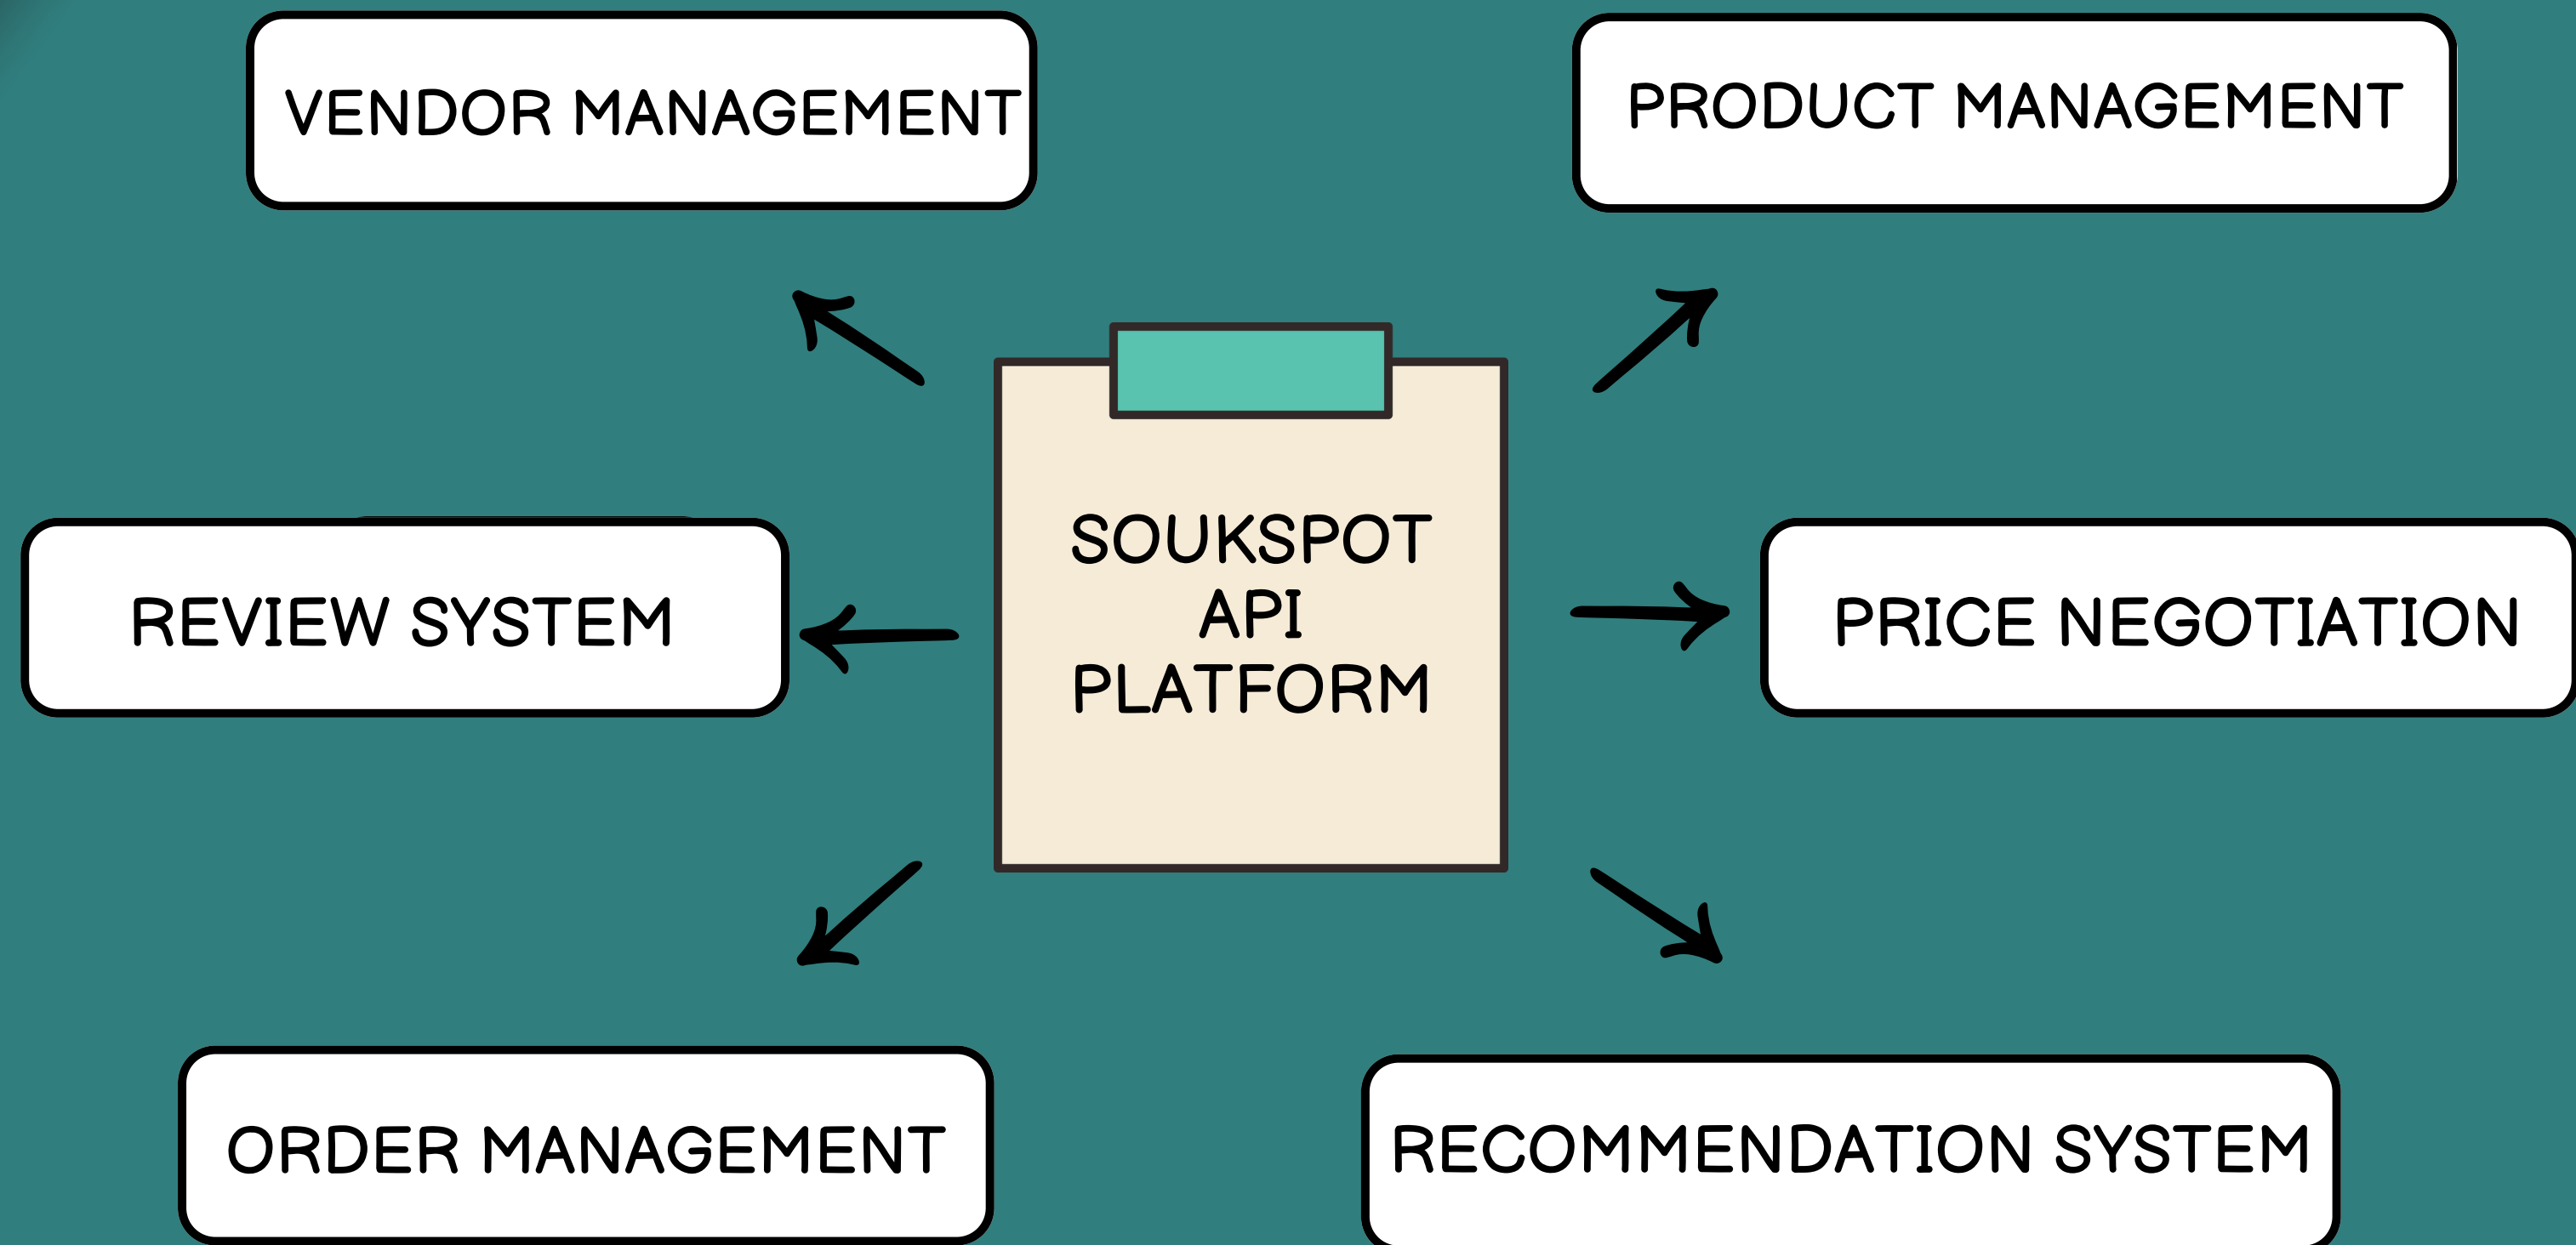 VENDOR MANAGEMENT
PRODUCT MANAGEMENT
SOUKSPOT
API
PLATFORM
REVIEW SYSTEM
PRICE NEGOTIATION
ORDER MANAGEMENT
RECOMMENDATION SYSTEM